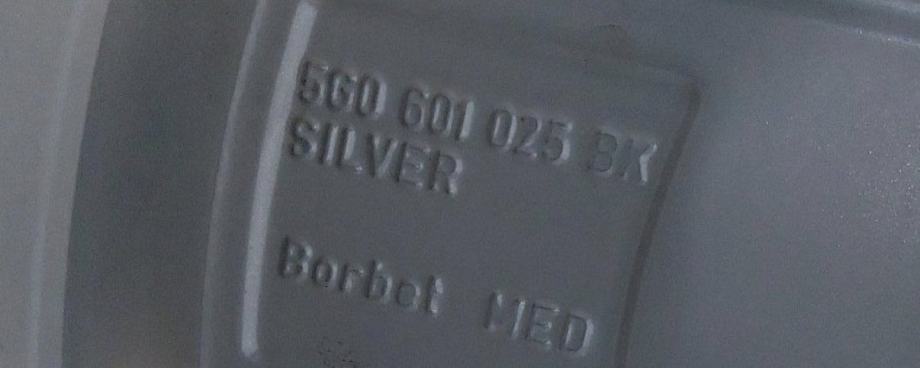 5G0 601 025 BK
SILVER
Borbet MED